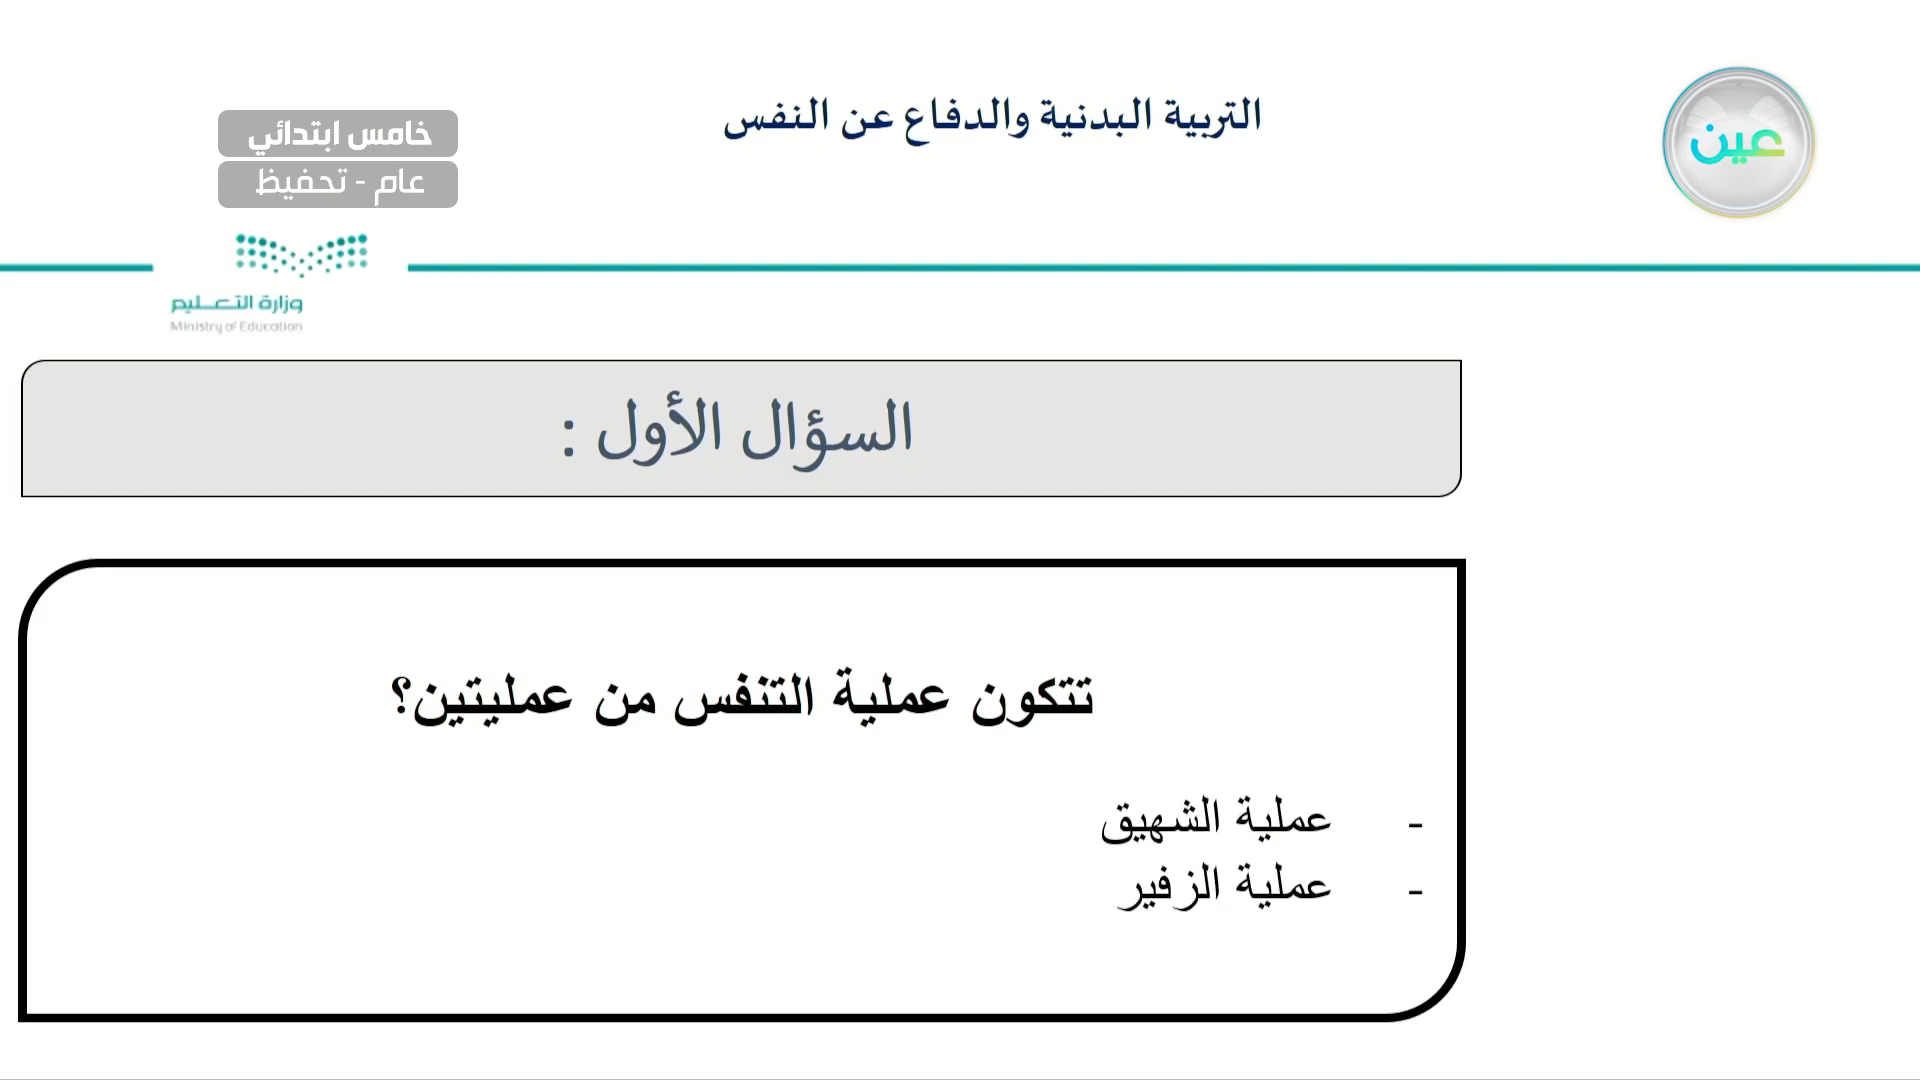 التربية البدنية والدفاع عن النفس
عين
خامس ابتدائي
عام - تحفيظ
وزارة التعليم
Ministry of Education
السؤال الأول :
تتكون عملية التنفس من عمليتين؟
- عملية الشهيق
- عملية الزفير